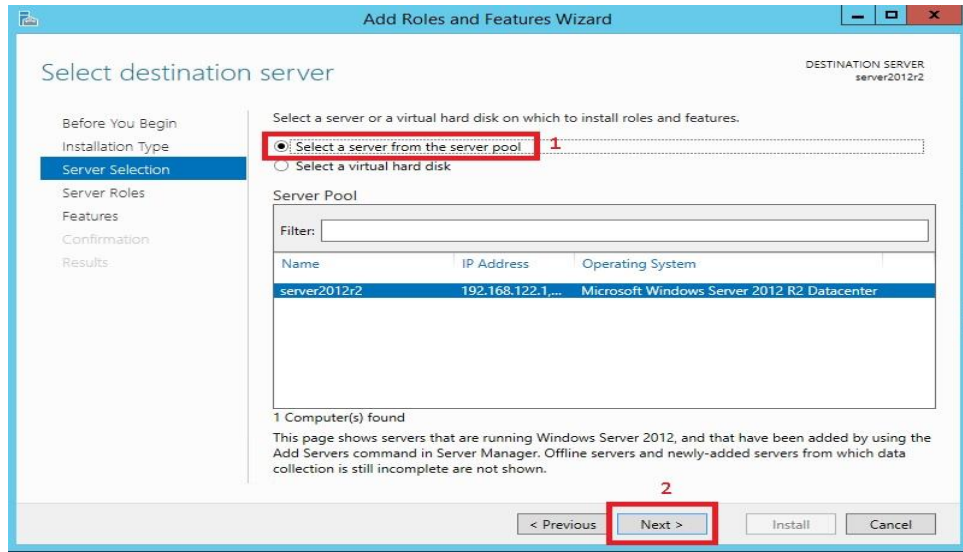 Add Roles and Features Wizard
Select destination server
DESTINATION SERVER
server2012r2
Before You Begin
Installation Type
Server Selection
Server Roles
Features
Confirmation
Results
Select a server or a virtual hard disk on which to install roles and features.
Select a server from the server pool 1
Select a virtual hard disk
Server Pool
Filter:
Name IP Address Operating System
server2012r2 192.168.122.1,... Microsoft Windows Server 2012 R2 Datacenter
1 Computer(s) found
This page shows servers that are running Windows Server 2012, and that have been added by using the
Add Servers command in Server Manager. Offline servers and newly-added servers from which data
collection is still incomplete are not shown.
2
< Previous Next > Install Cancel